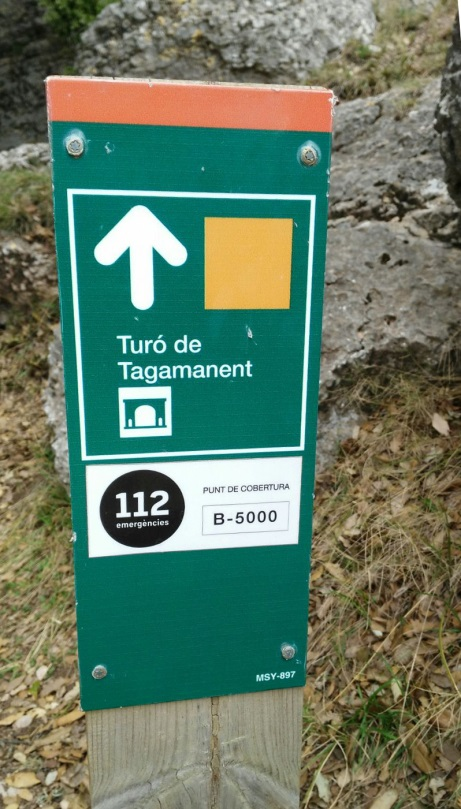 Turó de
Tagamanent
112
emergències
PUNT DE COBERTURA
B-5000
MSY-897